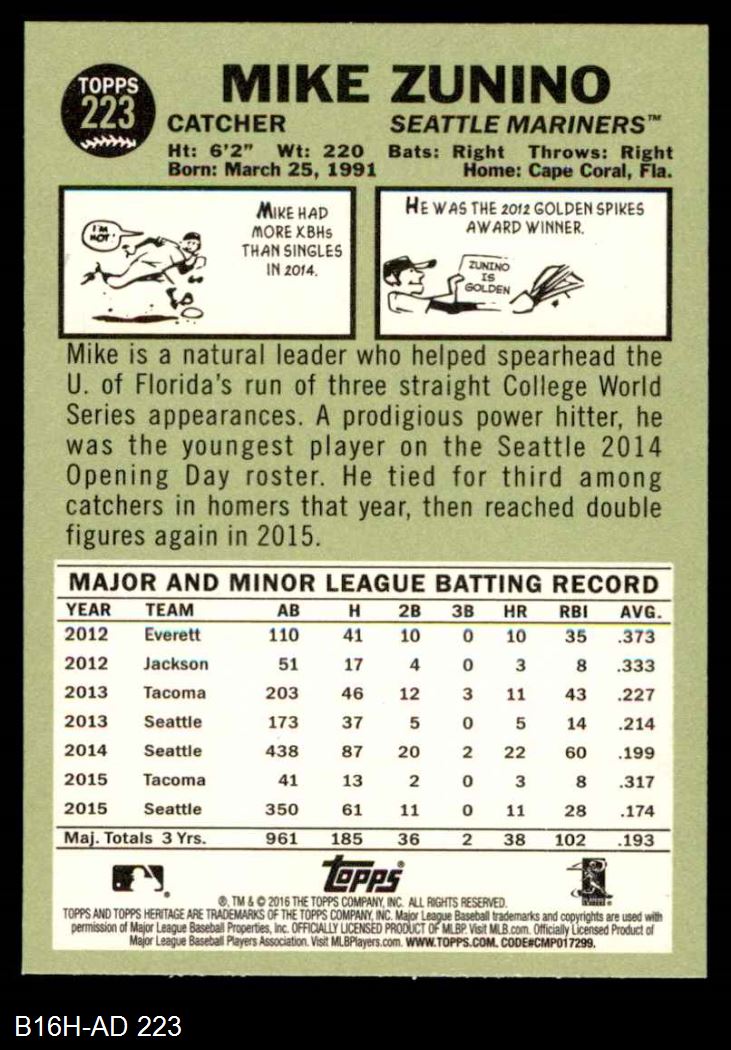 TOPPS
223
MIKE ZUNINO
CATCHER SEATTLE MARINERS™
Ht: 6'2" Wt: 220 Bats: Right Throws: Right
Born: March 25, 1991 Home: Cape Coral, Fla.
I'M
HOT!
MIKE HAD
MORE XBHs
THAN SINGLES
IN 2014.
HE WAS THE 2012 GOLDEN SPIKES
AWARD WINNER.
ZUNINO
IS
GOLDEN
Mike is a natural leader who helped spearhead the
U. of Florida's run of three straight College World
Series appearances. A prodigious power hitter, he
was the youngest player on the Seattle 2014
Opening Day roster. He tied for third among
catchers in homers that year, then reached double
figures again in 2015.
MAJOR AND MINOR LEAGUE BATTING RECORD
YEAR TEAM AB H 2B 3B HR RBI AVG.
2012 Everett 110 41 10 0 10 35 .373
2012 Jackson 51 17 4 0 3 8 .333
2013 Tacoma 203 46 12 3 11 43 .227
2013 Seattle 173 37 5 0 5 14 .214
2014 Seattle 438 87 20 2 22 60 .199
2015 Tacoma 41 13 2 0 3 8 .317
2015 Seattle 350 61 11 0 11 28 .174
Maj. Totals 3 Yrs. 961 185 36 2 38 102 .193
Topps®
®, TM & © 2016 THE TOPPS COMPANY, INC. ALL RIGHTS RESERVED.
TOPPS AND TOPPS HERITAGE ARE TRADEMARKS OF THE TOPPS COMPANY, INC. Major League Baseball trademarks and copyrights are used with
permission of Major League Baseball Properties, Inc. OFFICIALLY LICENSED PRODUCT OF MLBP. Visit MLB.com. Officially Licensed Product of
Major League Baseball Players Association. Visit MLBPlayers.com. WWW.TOPPS.COM. CODE#CMP017299.
B16H-AD 223